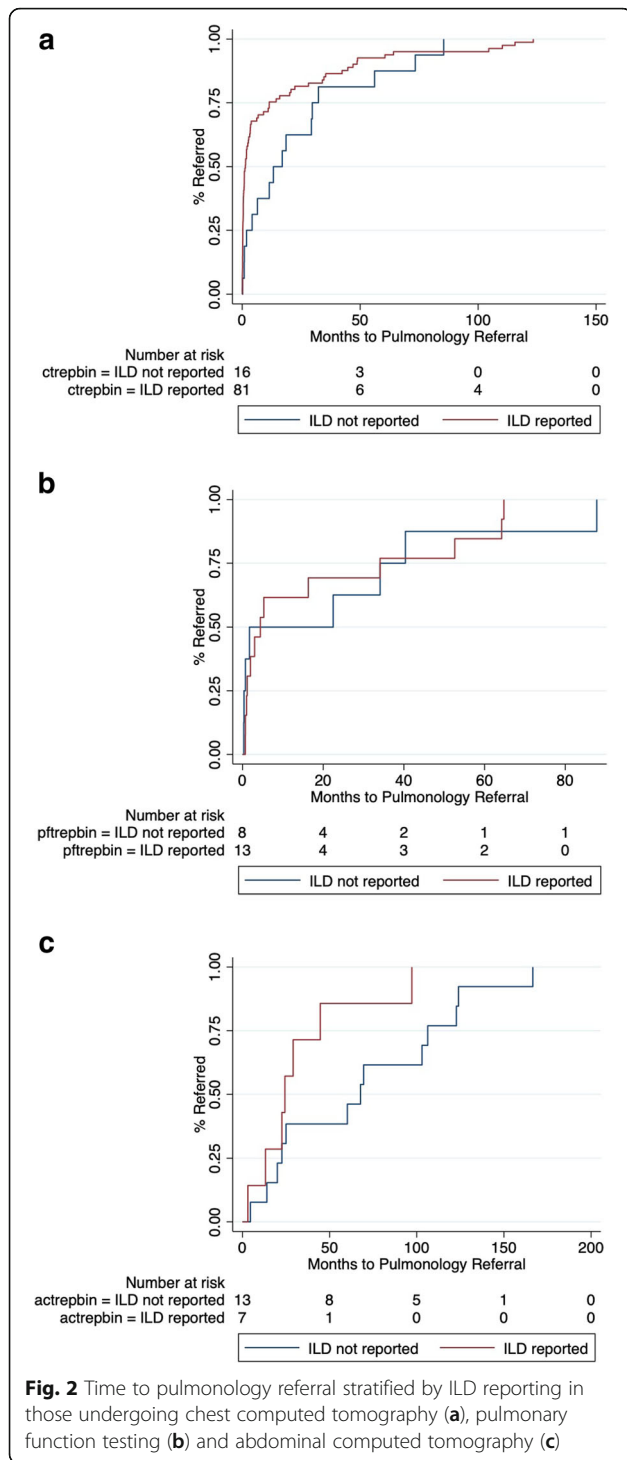 a
1.00
0.75
0.50
0.25
0.00
% Referred
0 50 100 150
Months to Pulmonology Referral
Number at risk
ctrepbin = ILD not reported 16 3 0 0
ctrepbin = ILD reported 81 6 4 0
ILD not reported ILD reported
b
1.00
0.75
0.50
0.25
0.00
% Referred
0 20 40 60 80
Months to Pulmonology Referral
Number at risk
pftrepbin = ILD not reported 8 4 2 1 1
pftrepbin = ILD reported 13 4 3 2 0
ILD not reported ILD reported
c
1.00
0.75
0.50
0.25
0.00
% Referred
0 50 100 150 200
Months to Pulmonology Referral
Number at risk
actrepbin = ILD not reported 13 8 5 1 0
actrepbin = ILD reported 7 1 0 0 0
ILD not reported ILD reported
Fig. 2 Time to pulmonology referral stratified by ILD reporting in
those undergoing chest computed tomography (a), pulmonary
function testing (b) and abdominal computed tomography (c)